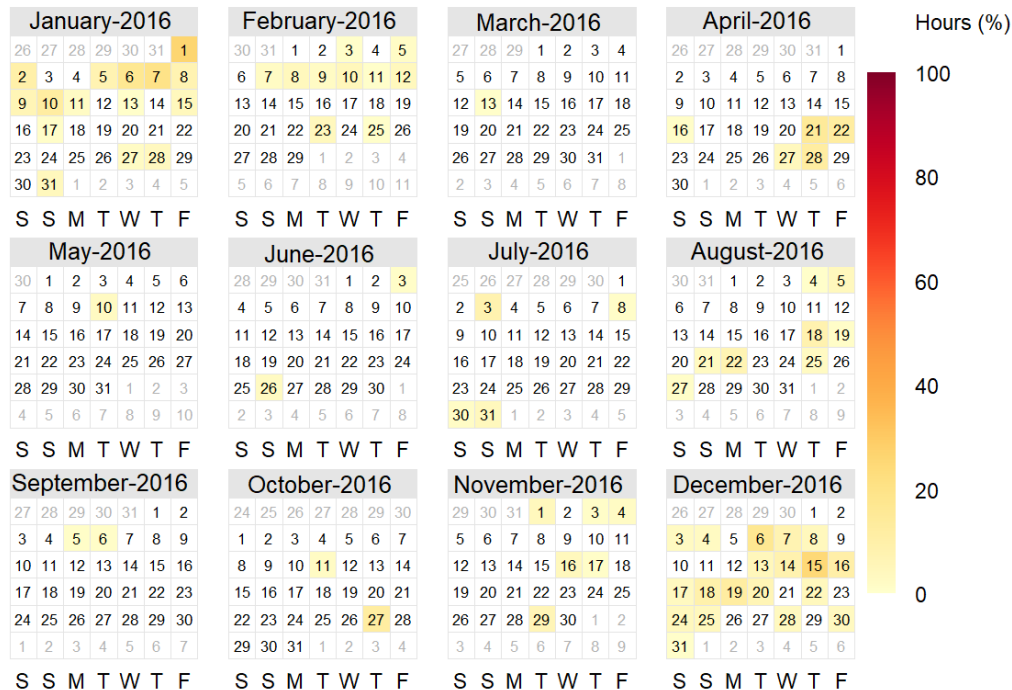 January-2016 February-2016 March-2016 April-2016 Hours (%)
26 27 28 29 30 31 1 30 31 1 2 3 4 5 27 28 29 1 2 3 4 26 27 28 29 30 31 1
100
2 3 4 5 6 7 8 6 7 8 9 10 11 12 5 6 7 8 9 10 11 2 3 4 5 6 7 8
9 10 11 12 13 14 15 13 14 15 16 17 18 19 12 13 14 15 16 17 18 9 10 11 12 13 14 15
16 17 18 19 20 21 22 20 21 22 23 24 25 26 19 20 21 22 23 24 25 16 17 18 19 20 21 22
23 24 25 26 27 28 29 27 28 29 1 2 3 4 26 27 28 29 30 31 1 23 24 25 26 27 28 29
80
30 31 1 2 3 4 5 5 6 7 8 9 10 11 2 3 4 5 6 7 8 30 1 2 3 4 5 6
S S M T W T F S S M T W T F S S M T W T F S S M T W T F
May-2016 June-2016 July-2016 August-2016
30 1 2 3 4 5 6 28 29 30 31 1 2 3 25 26 27 28 29 30 1 30 31 1 2 3 4 5
60
7 8 9 10 11 12 13 4 5 6 7 8 9 10 2 3 4 5 6 7 8 6 7 8 9 10 11 12
14 15 16 17 18 19 20 11 12 13 14 15 16 17 9 10 11 12 13 14 15 13 14 15 16 17 18 19
21 22 23 24 25 26 27 18 19 20 21 22 23 24 16 17 18 19 20 21 22 20 21 22 23 24 25 26
28 29 30 31 1 2 3 25 26 27 28 29 30 1 23 24 25 26 27 28 29 27 28 29 30 31 1 2
40
4 5 6 7 8 9 10 2 3 4 5 6 7 8 30 31 1 2 3 4 5 3 4 5 6 7 8 9
S S M T W T F S S M T W T F S S M T W T F S S M T W T F
September-2016 October-2016 November-2016 December-2016
20
27 28 29 30 31 1 2 24 25 26 27 28 29 30 29 30 31 1 2 3 4 26 27 28 29 30 1 2
3 4 5 6 7 8 9 1 2 3 4 5 6 7 5 6 7 8 9 10 11 3 4 5 6 7 8 9
10 11 12 13 14 15 16 8 9 10 11 12 13 14 12 13 14 15 16 17 18 10 11 12 13 14 15 16
17 18 19 20 21 22 23 15 16 17 18 19 20 21 19 20 21 22 23 24 25 17 18 19 20 21 22 23
0
24 25 26 27 28 29 30 22 23 24 25 26 27 28 26 27 28 29 30 1 2 24 25 26 27 28 29 30
1 2 3 4 5 6 7 29 30 31 1 2 3 4 3 4 5 6 7 8 9 31 1 2 3 4 5 6
S S M T W T F S S M T W T F S S M T W T F S S M T W T F